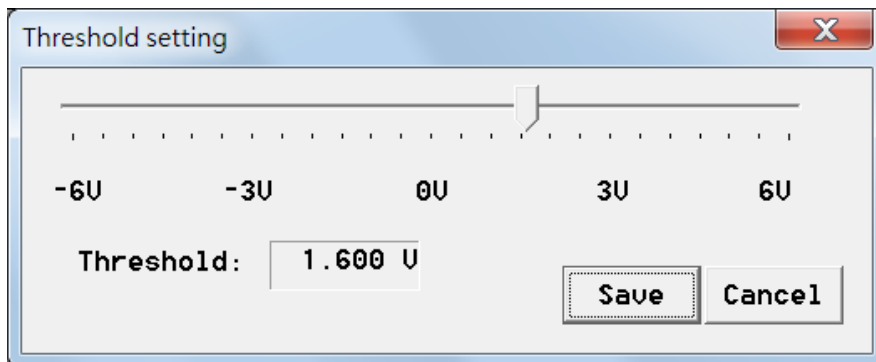 Threshold setting
-6V -3V 0V 3V 6V
Threshold: 1.600 V
Save Cancel